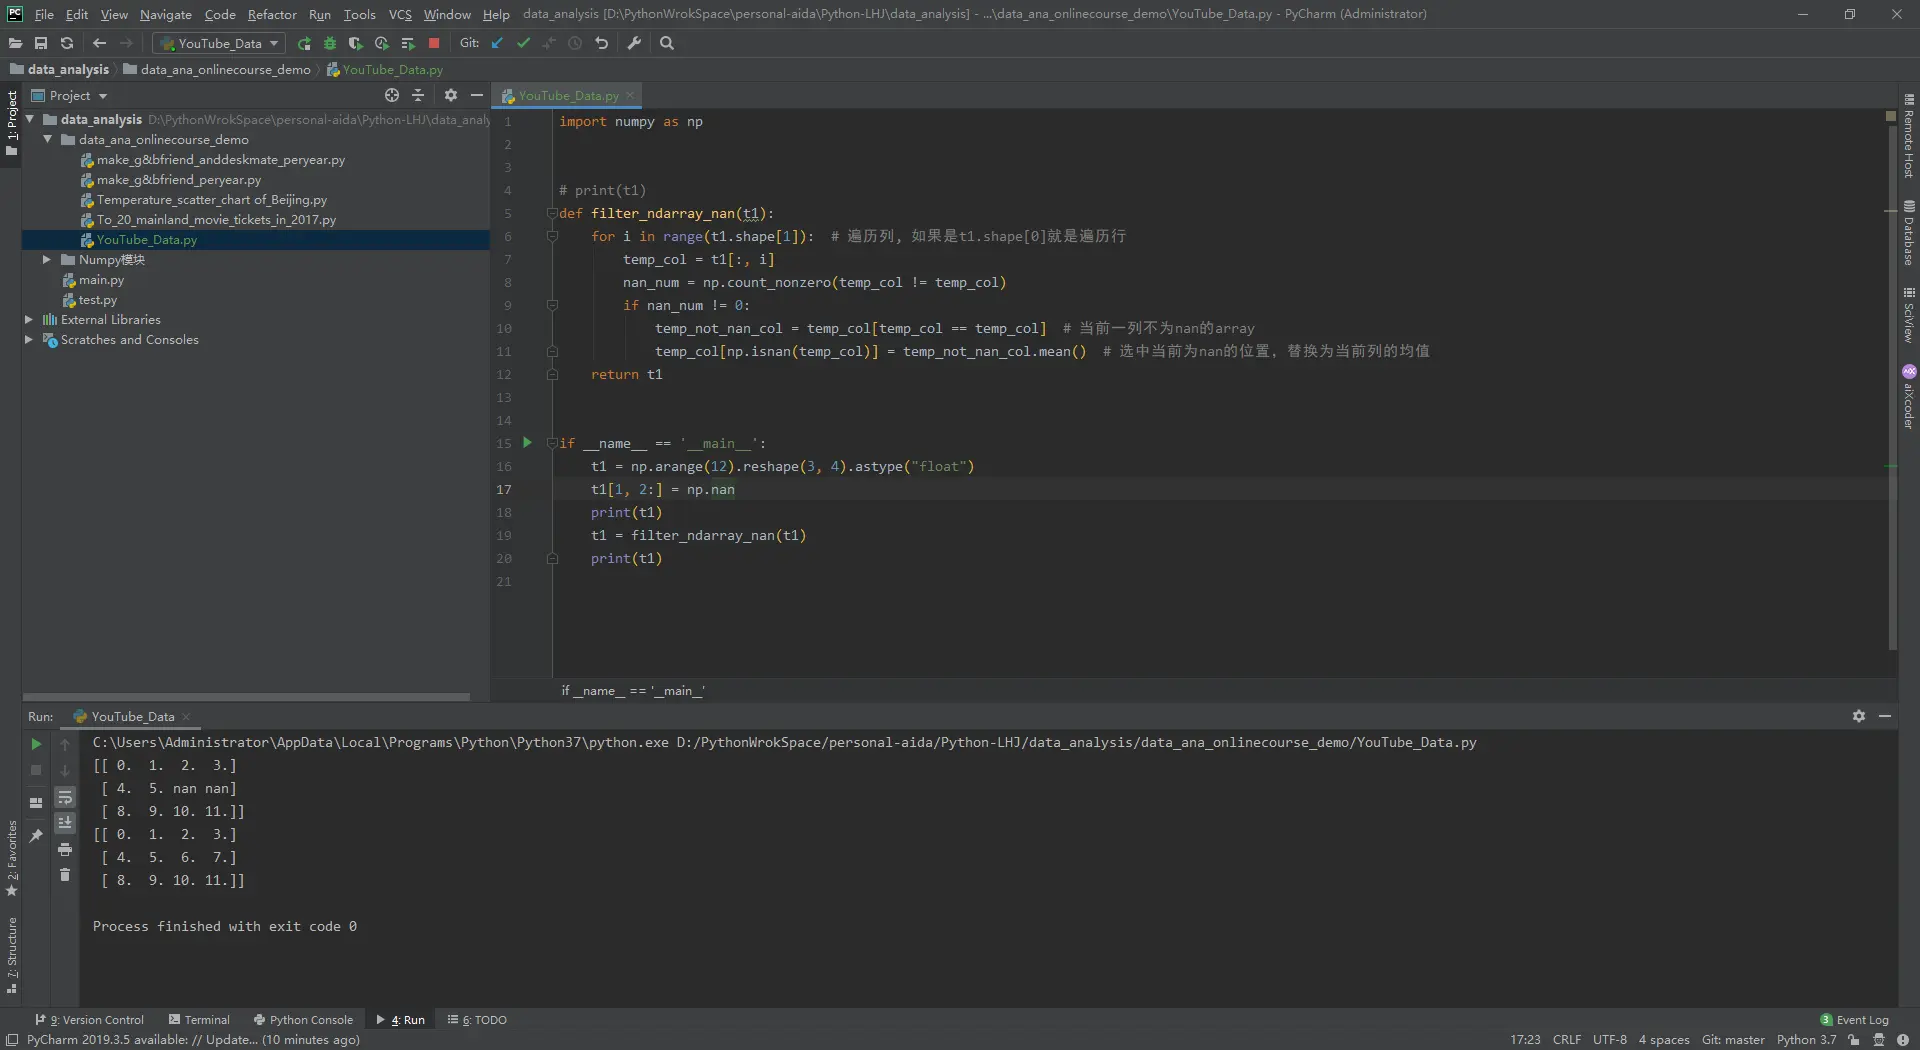 File Edit View Navigate Code Refactor Run Tools VCS Window Help data_analysis [D:\PythonWrokSpace\personal-aida\Python-LHJ\data_analysis] - ...\data_ana_onlinecourse_demo\YouTube_Data.py - PyCharm (Administrator)
YouTube_Data Git:
data_analysis data_ana_onlinecourse_demo YouTube_Data.py
Project
YouTube_Data.py
1: Project
data_analysis D:\PythonWrokSpace\personal-aida\Python-LHJ\data_analy
data_ana_onlinecourse_demo
make_g&bfriend_anddeskmate_peryear.py
make_g&bfriend_peryear.py
Temperature_scatter_chart of_Beijing.py
To_20_mainland_movie_tickets_in_2017.py
YouTube_Data.py
Numpy模块
main.py
test.py
External Libraries
Scratches and Consoles
1 import numpy as np
2
3
4 # print(t1)
5 def filter_ndarray_nan(t1):
6 for i in range(t1.shape[1]):  # 遍历列, 如果是t1.shape[0]就是遍历行
7 temp_col = t1[:, i]
8 nan_num = np.count_nonzero(temp_col != temp_col)
9 if nan_num != 0:
10 temp_not_nan_col = temp_col[temp_col == temp_col]  # 当前一列不为nan的array
11 temp_col[np.isnan(temp_col)] = temp_not_nan_col.mean()  # 选中当前为nan的位置, 替换为当前列的均值
12 return t1
13
14
15 if __name__ == '__main__':
16 t1 = np.arange(12).reshape(3, 4).astype("float")
17 t1[1, 2:] = np.nan
18 print(t1)
19 t1 = filter_ndarray_nan(t1)
20 print(t1)
21
if __name__ == '__main__'
Remote Host
Database
SciView
aiXcoder
Run: YouTube_Data
C:\Users\Administrator\AppData\Local\Programs\Python\Python37\python.exe D:/PythonWrokSpace/personal-aida/Python-LHJ/data_analysis/data_ana_onlinecourse_demo/YouTube_Data.py
[[ 0.  1.  2.  3.]
[ 4.  5. nan nan]
[ 8.  9. 10. 11.]]
[[ 0.  1.  2.  3.]
[ 4.  5.  6.  7.]
[ 8.  9. 10. 11.]]
Process finished with exit code 0
2: Favorites
7: Structure
9: Version Control Terminal Python Console 4: Run 6: TODO 3 Event Log
PyCharm 2019.3.5 available: // Update... (10 minutes ago) 17:23 CRLF UTF-8 4 spaces Git: master Python 3.7